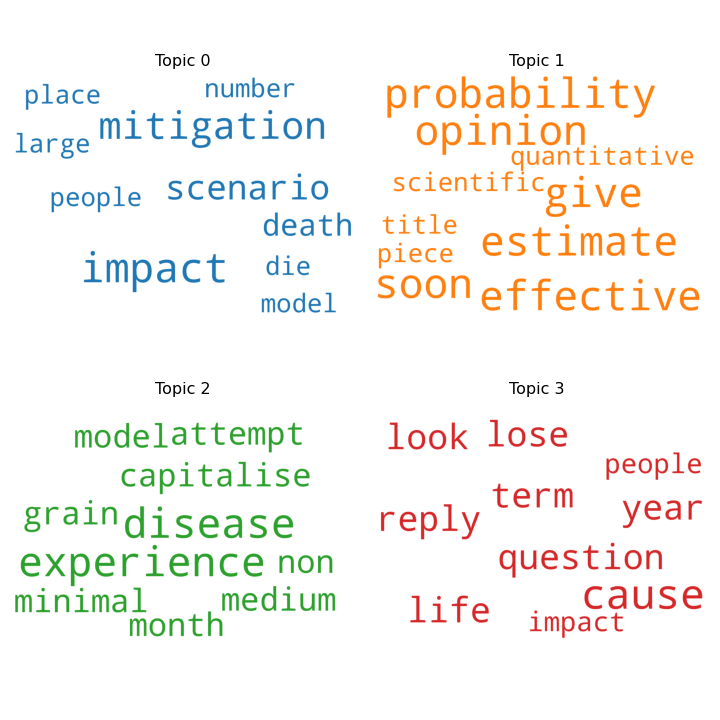 Topic 0
place
number
mitigation
large
people
scenario
death
impact
die
model
Topic 1
probability
opinion
quantitative
scientific
give
title
piece
estimate
soon
effective
Topic 2
model
attempt
capitalise
grain
disease
experience
non
minimal
medium
month
Topic 3
look
lose
people
term
year
reply
question
cause
life
impact